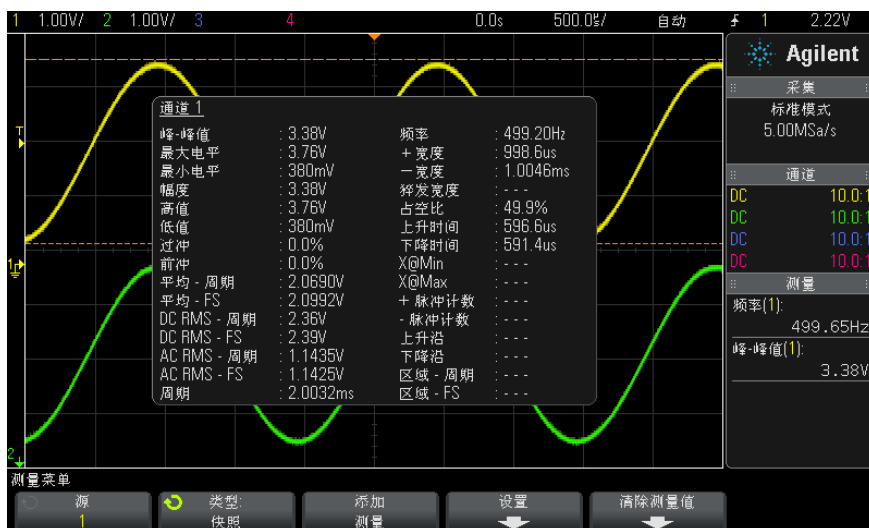 1 1.00V/ 2 1.00V/ 3 4 0.0s 500.0㎲/ 自动 1 2.22V
Agilent
采集
标准模式
5.00MSa/s
通道
DC 10.0:1
DC 10.0:1
DC 10.0:1
DC 10.0:1
测量
频率(1):
499.65Hz
峰-峰值(1):
3.38V
T
1
2
通道 1
峰-峰值 : 3.38V 频率 : 499.20Hz
最大电平 : 3.76V +宽度 : 998.6us
最小电平 : 380mV -宽度 : 1.0046ms
幅度 : 3.38V 猝发宽度 : ---
高值 : 3.76V 占空比 : 49.9%
低值 : 380mV 上升时间 : 596.6us
过冲 : 0.0% 下降时间 : 591.4us
前冲 : 0.0% X@Min : ---
平均 - 周期 : 2.0690V X@Max : ---
平均 - FS : 2.0992V +脉冲计数 : ---
DC RMS - 周期 : 2.36V -脉冲计数 : ---
DC RMS - FS : 2.39V 上升沿 : ---
AC RMS - 周期 : 1.1435V 下降沿 : ---
AC RMS - FS : 1.1425V 区域 - 周期 : ---
周期 : 2.0032ms 区域 - FS : ---
测量菜单
源 类型: 添加 设置 清除测量值
1 快照 测量